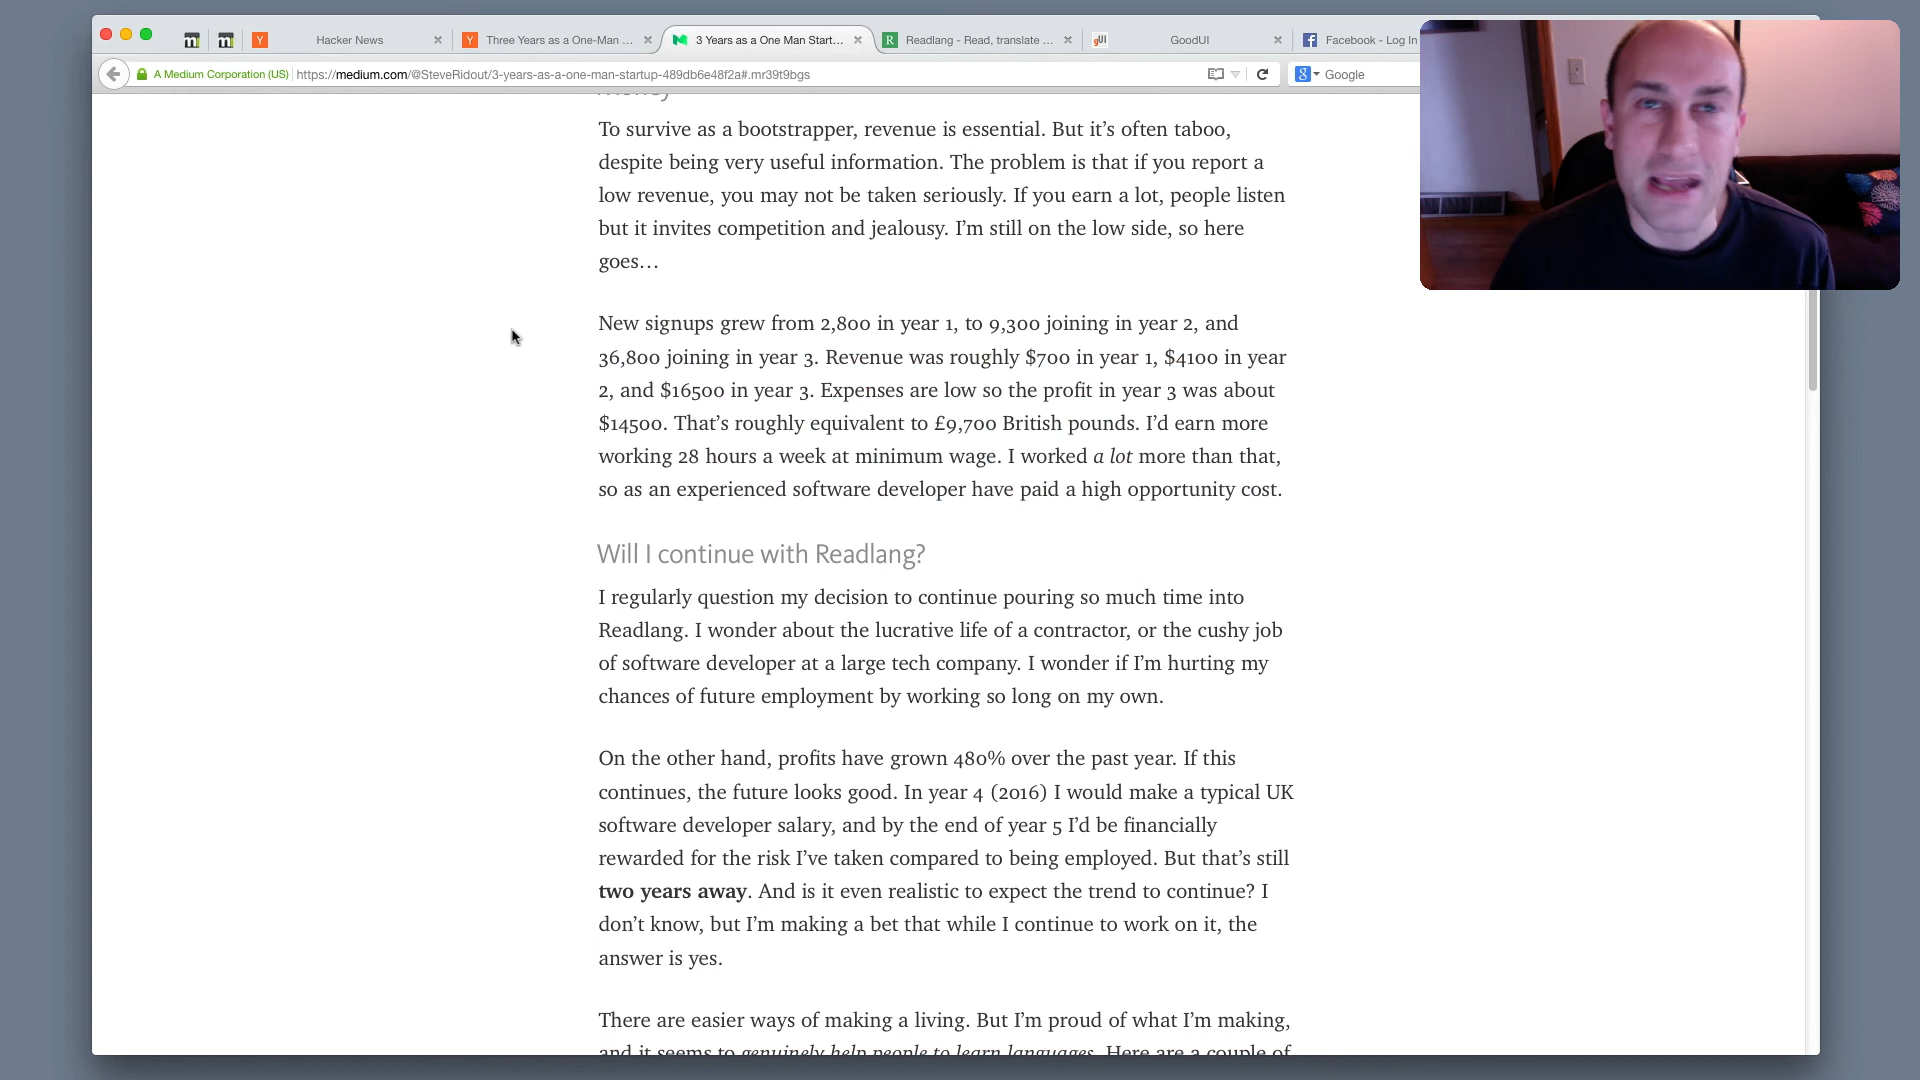 Hacker News
Three Years as a One-Man ...
3 Years as a One Man Start...
Readlang - Read, translate ...
GoodUI
Facebook - Log In
A Medium Corporation (US)
https://medium.com/@SteveRidout/3-years-as-a-one-man-startup-489db6e48f2a#.mr39t9bgs
Google
Money
To survive as a bootstrapper, revenue is essential. But it’s often taboo,
despite being very useful information. The problem is that if you report a
low revenue, you may not be taken seriously. If you earn a lot, people listen
but it invites competition and jealousy. I’m still on the low side, so here
goes…
New signups grew from 2,800 in year 1, to 9,300 joining in year 2, and
36,800 joining in year 3. Revenue was roughly $700 in year 1, $4100 in year
2, and $16500 in year 3. Expenses are low so the profit in year 3 was about
$14500. That’s roughly equivalent to £9,700 British pounds. I’d earn more
working 28 hours a week at minimum wage. I worked a lot more than that,
so as an experienced software developer have paid a high opportunity cost.
Will I continue with Readlang?
I regularly question my decision to continue pouring so much time into
Readlang. I wonder about the lucrative life of a contractor, or the cushy job
of software developer at a large tech company. I wonder if I’m hurting my
chances of future employment by working so long on my own.
On the other hand, profits have grown 480% over the past year. If this
continues, the future looks good. In year 4 (2016) I would make a typical UK
software developer salary, and by the end of year 5 I’d be financially
rewarded for the risk I’ve taken compared to being employed. But that’s still
two years away. And is it even realistic to expect the trend to continue? I
don’t know, but I’m making a bet that while I continue to work on it, the
answer is yes.
There are easier ways of making a living. But I’m proud of what I’m making,
and it seems to genuinely help people to learn languages. Here are a couple of